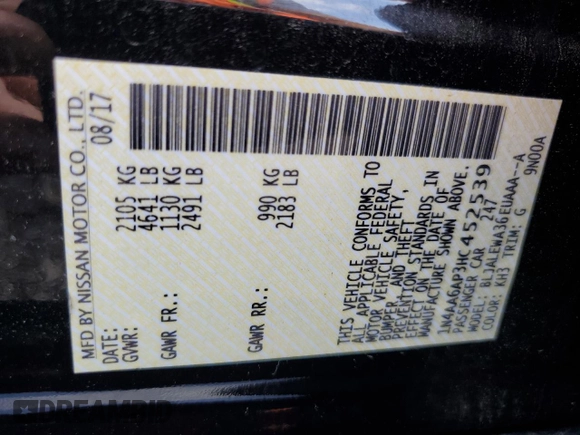 MFD BY NISSAN MOTOR CO., LTD.
DATE: 08/17
GVWR: 2105 KG
4641 LB
GAWR FR.: 1130 KG
2491 LB
GAWR RR.: 990 KG
2183 LB
THIS VEHICLE CONFORMS TO
ALL APPLICABLE FEDERAL
MOTOR VEHICLE SAFETY,
BUMPER, AND THEFT
PREVENTION STANDARDS IN
EFFECT ON THE DATE OF
MANUFACTURE SHOWN ABOVE.
1N4AA6AP3HC452539
PASSENGER CAR 247
MODEL: BLJALEWA36EUAAA--A
COLOR: KH3 TRIM: G 9N00A
DREAMBID